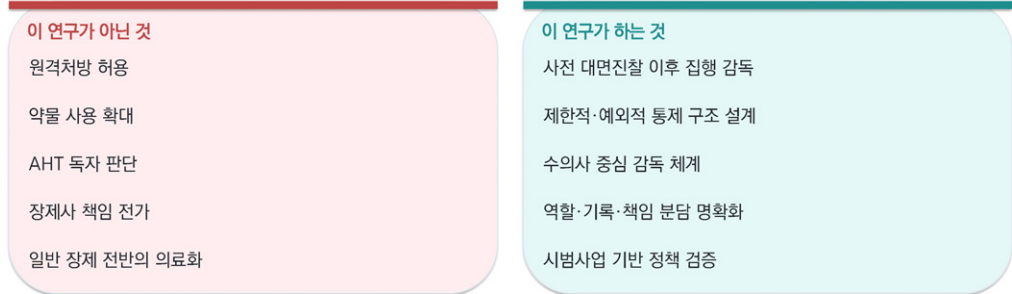 이 연구가 아닌 것
원격처방 허용
약물 사용 확대
AHT 독자 판단
장제사 책임 전가
일반 장제 전반의 의료화
이 연구가 하는 것
사전 대면진찰 이후 집행 감독
제한적·예외적 통제 구조 설계
수의사 중심 감독 체계
역할·기록·책임 분담 명확화
시범사업 기반 정책 검증